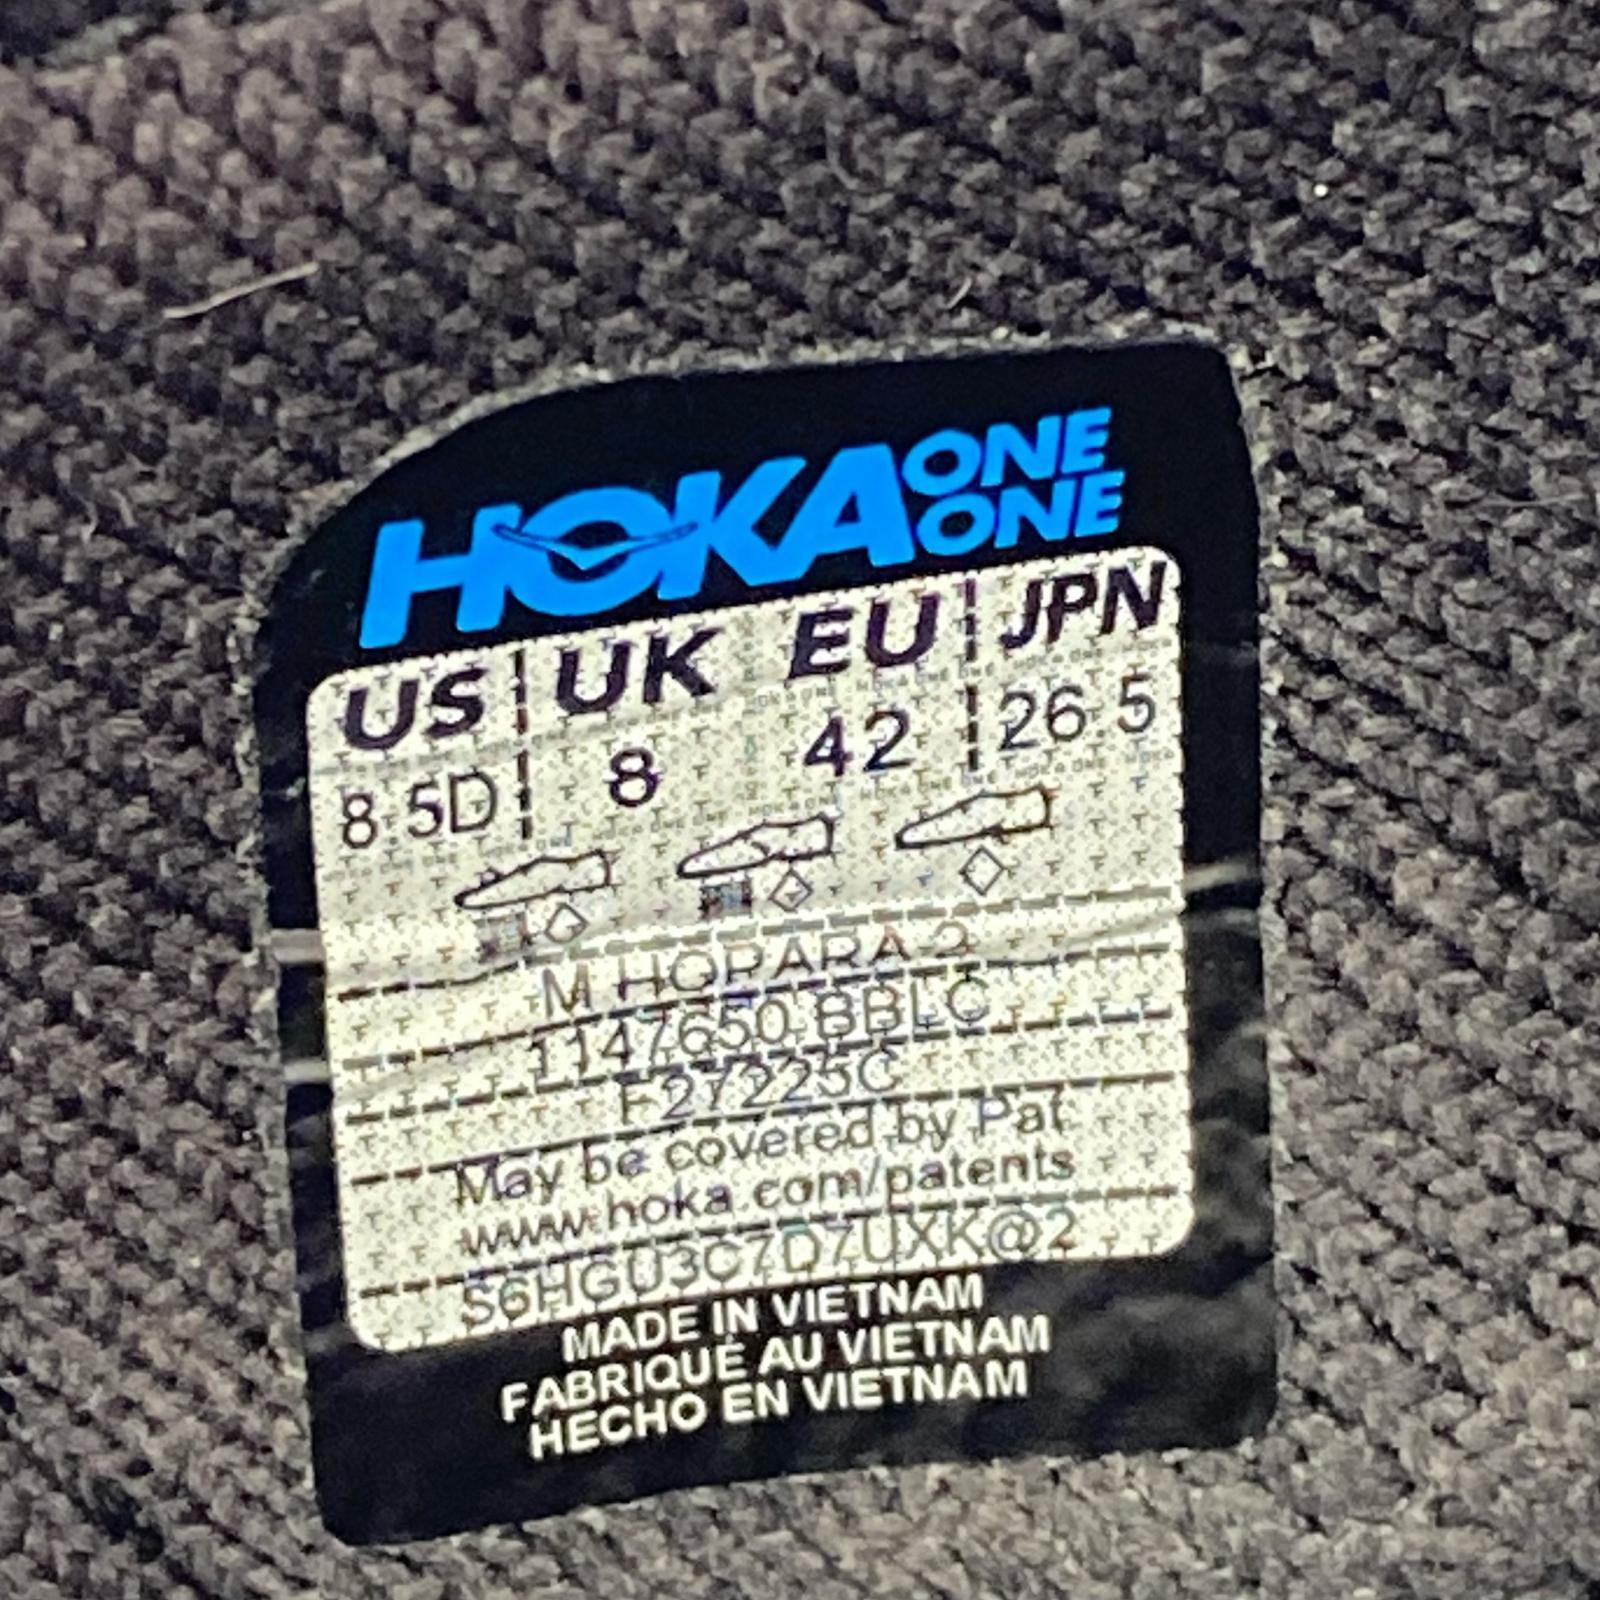 HOKA ONE ONE
US UK EU JPN
8.5D 8 42 26.5
M HOPARA 2
1147650 BBLC
F27225C
May be covered by Pat
www.hoka.com/patents
S6HGU3C7D7UXK@2
MADE IN VIETNAM
FABRIQUÉ AU VIETNAM
HECHO EN VIETNAM